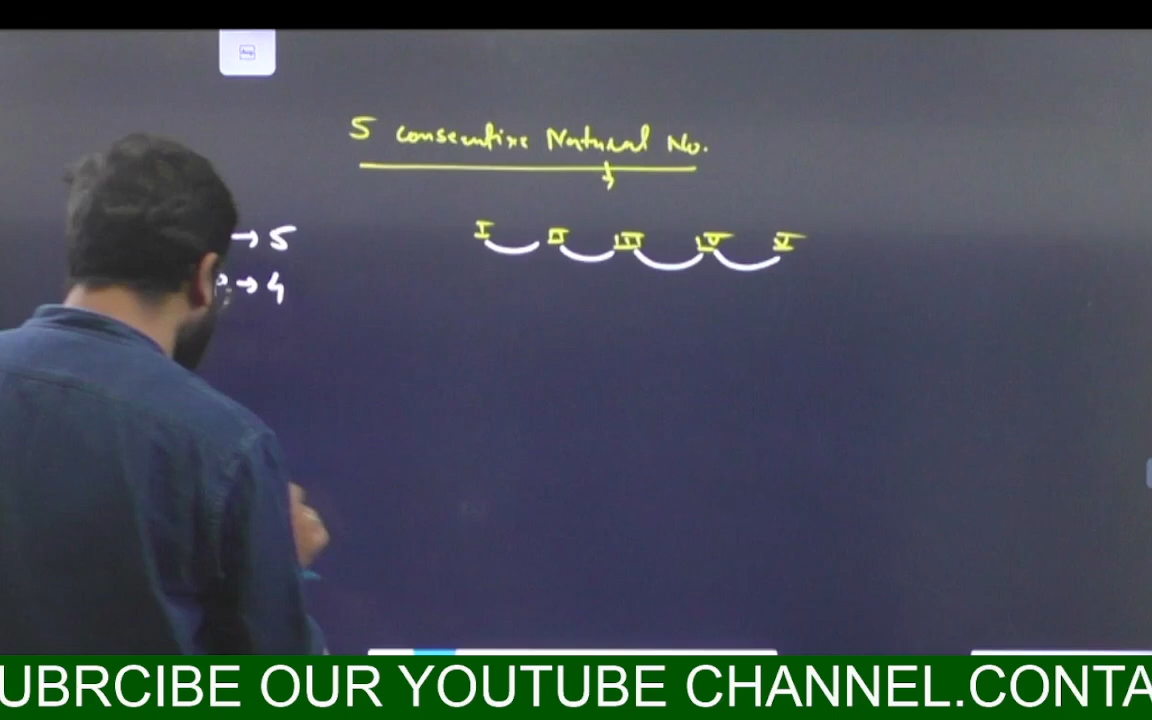 5 consecutive Natural No.
I II III IV V
→ 5
→ 4
UBRCIBE OUR YOUTUBE CHANNEL.CONTA